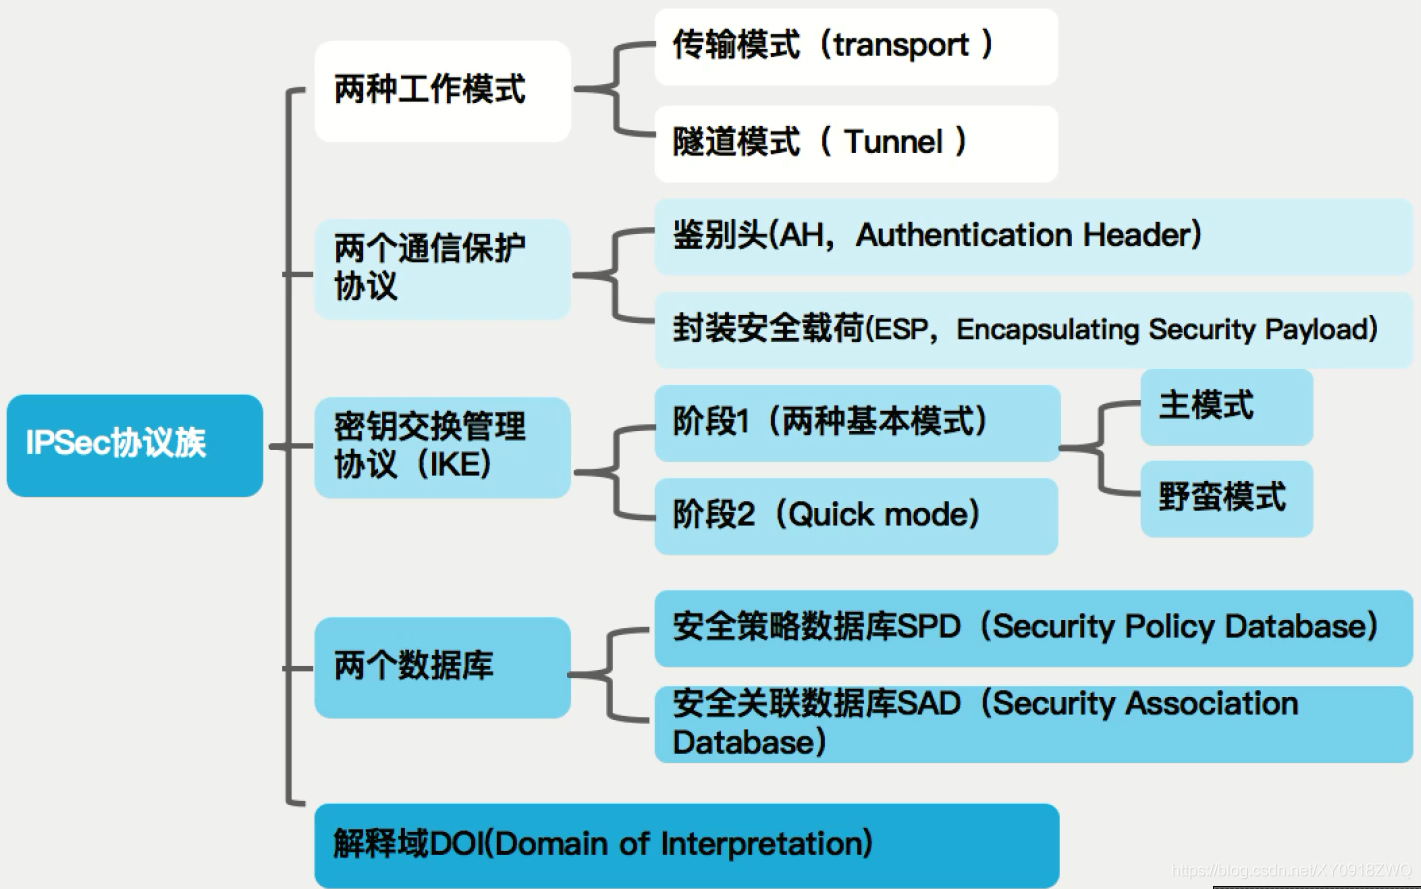 IPSec协议族
两种工作模式
传输模式（transport ）
隧道模式（ Tunnel ）
两个通信保护
协议
鉴别头(AH，Authentication Header)
封装安全载荷(ESP，Encapsulating Security Payload)
密钥交换管理
协议（IKE）
阶段1（两种基本模式）
主模式
野蛮模式
阶段2（Quick mode）
两个数据库
安全策略数据库SPD（Security Policy Database）
安全关联数据库SAD（Security Association
Database）
解释域DOI(Domain of Interpretation)
https://blog.csdn.net/XY0918ZWQ